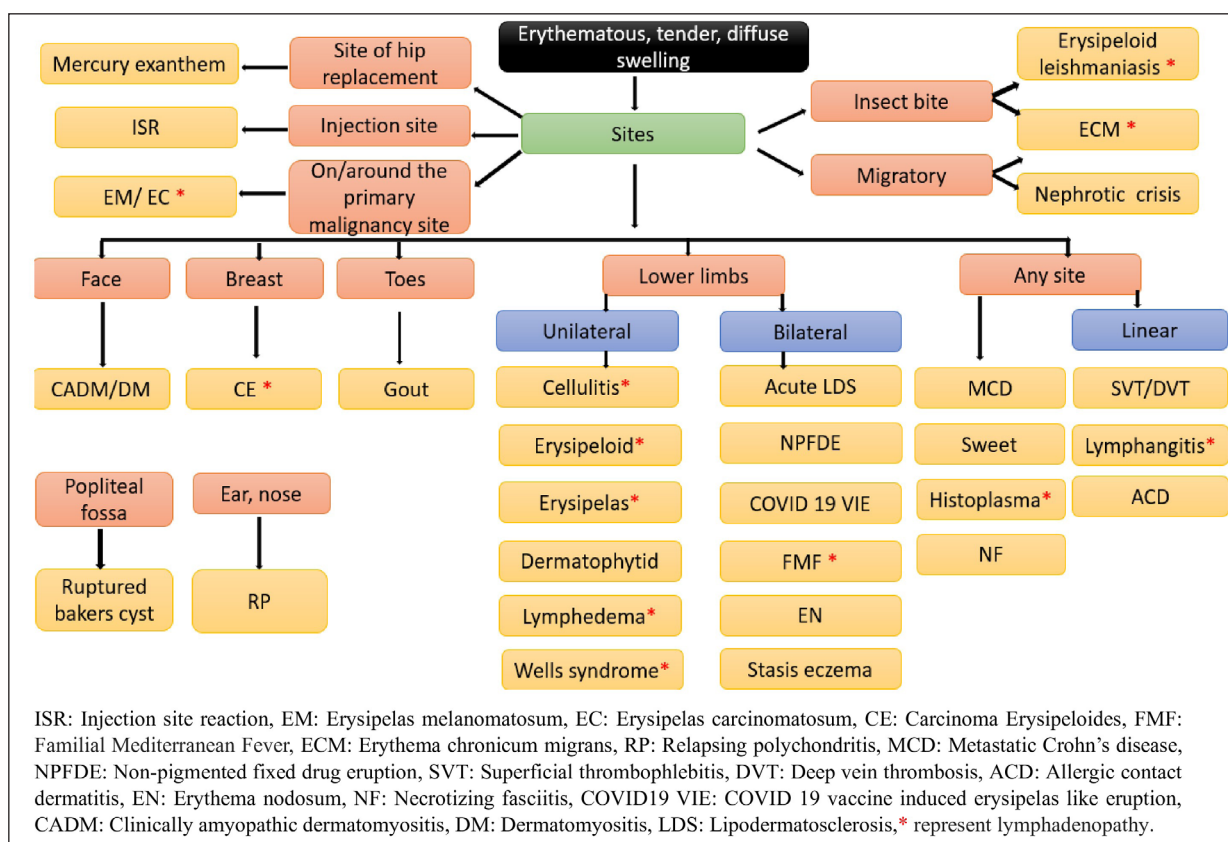 Erythematous, tender, diffuse
swelling
Mercury exanthem
Site of hip
replacement
Erysipeloid
leishmaniasis *
ISR
Injection site
Sites
Insect bite
ECM *
EM/ EC *
On/around the
primary
malignancy site
Migratory
Nephrotic crisis
Face
Breast
Toes
Lower limbs
Any site
Unilateral
Bilateral
Linear
CADM/DM
CE *
Gout
Cellulitis*
Acute LDS
MCD
SVT/DVT
Erysipeloid*
NPFDE
Sweet
Lymphangitis*
Popliteal
fossa
Ear, nose
Erysipelas*
COVID 19 VIE
Histoplasma*
ACD
Dermatophytid
FMF *
NF
Ruptured
bakers cyst
RP
Lymphedema*
EN
Wells syndrome*
Stasis eczema
ISR: Injection site reaction, EM: Erysipelas melanomatosum, EC: Erysipelas carcinomatosum, CE: Carcinoma Erysipeloides, FMF:
Familial Mediterranean Fever, ECM: Erythema chronicum migrans, RP: Relapsing polychondritis, MCD: Metastatic Crohn’s disease,
NPFDE: Non-pigmented fixed drug eruption, SVT: Superficial thrombophlebitis, DVT: Deep vein thrombosis, ACD: Allergic contact
dermatitis, EN: Erythema nodosum, NF: Necrotizing fasciitis, COVID19 VIE: COVID 19 vaccine induced erysipelas like eruption,
CADM: Clinically amyopathic dermatomyositis, DM: Dermatomyositis, LDS: Lipodermatosclerosis,* represent lymphadenopathy.